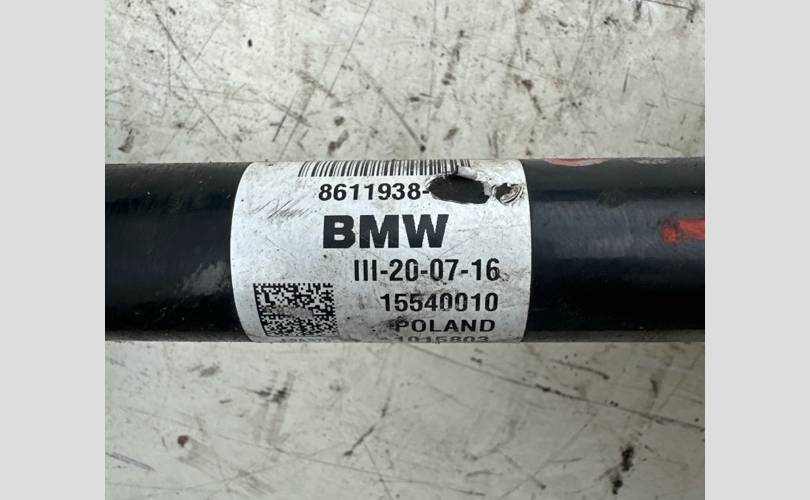 8611938-
BMW
III-20-07-16
15540010
POLAND